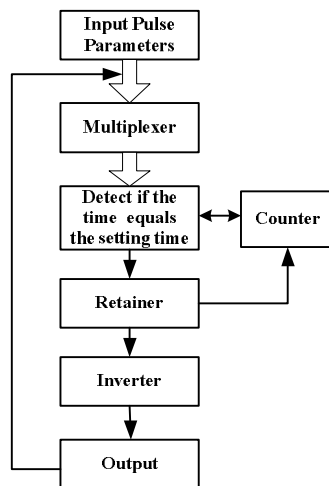 Input Pulse
Parameters
Multiplexer
Detect if the
time equals
the setting time
Counter
Retainer
Inverter
Output